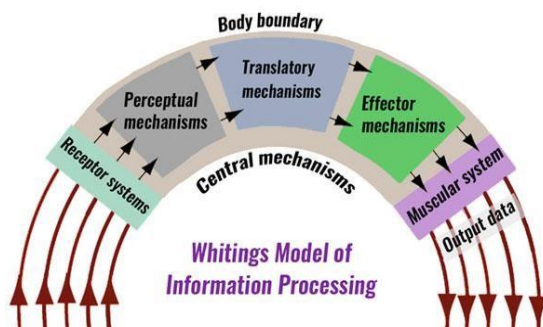 Body boundary
Perceptual
mechanisms
Translatory
mechanisms
Effector
mechanisms
Receptor systems
Central mechanisms
Muscular system
Output data
Whitings Model of
Information Processing